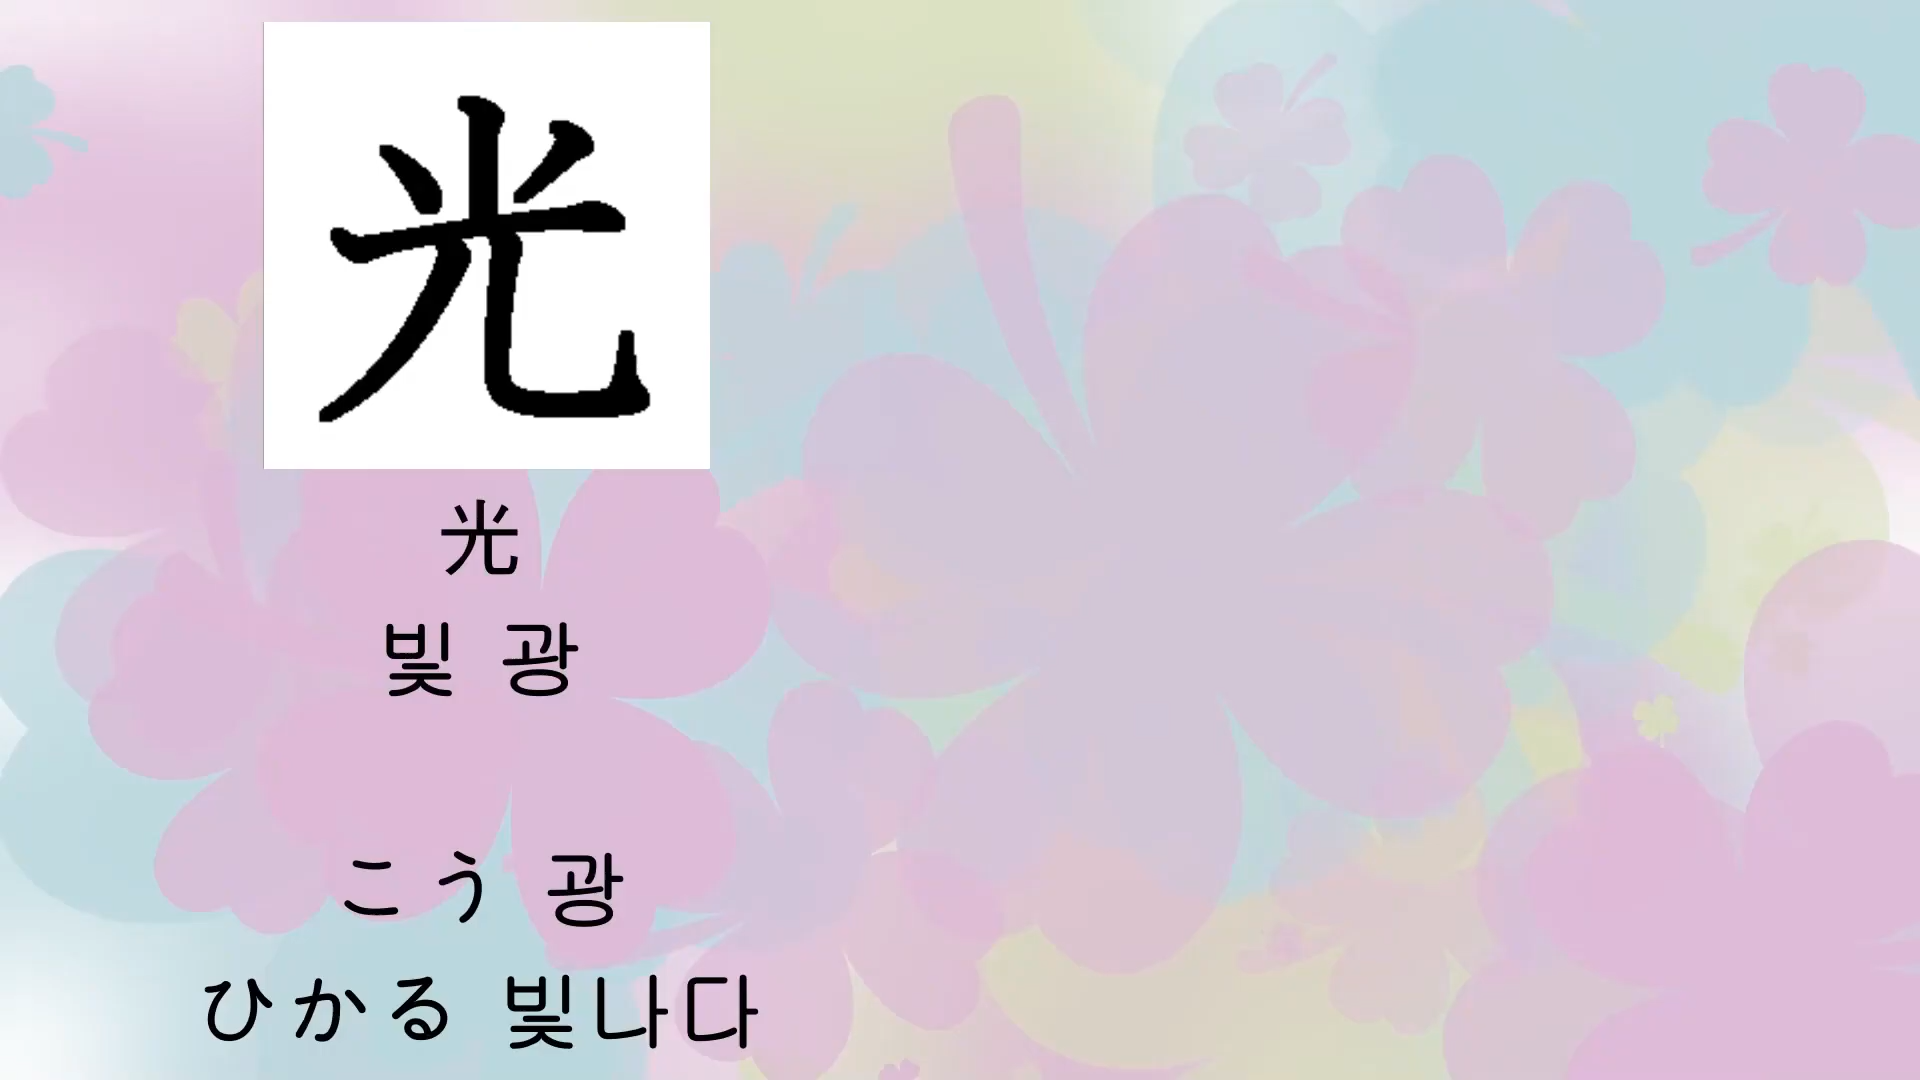 光
光
빛 광
こう 광
ひかる 빛나다